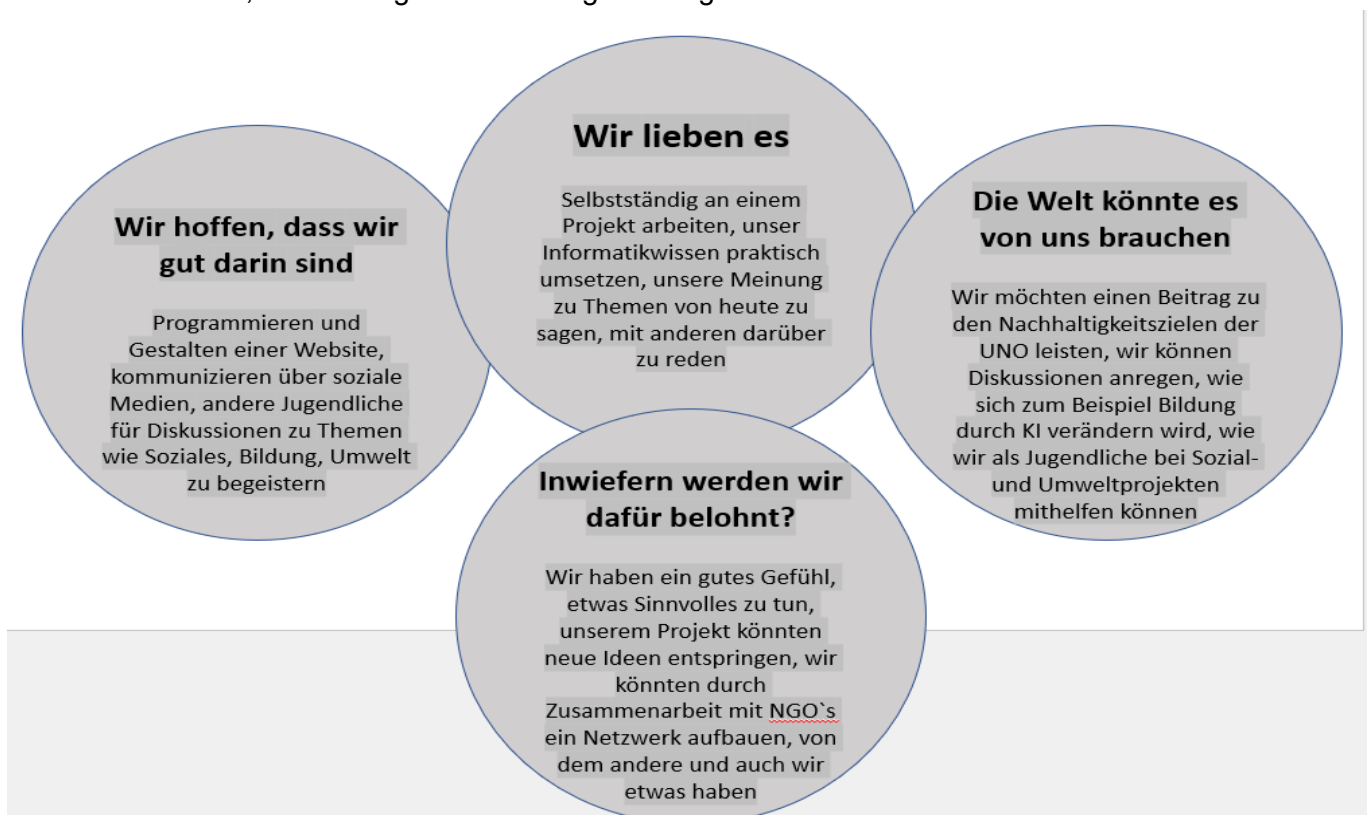 Wir hoffen, dass wir
gut darin sind
Programmieren und
Gestalten einer Website,
kommunizieren über soziale
Medien, andere Jugendliche
für Diskussionen zu Themen
wie Soziales, Bildung, Umwelt
zu begeistern
Wir lieben es
Selbstständig an einem
Projekt arbeiten, unser
Informatikwissen praktisch
umsetzen, unsere Meinung
zu Themen von heute zu
sagen, mit anderen darüber
zu reden
Die Welt könnte es
von uns brauchen
Wir möchten einen Beitrag zu
den Nachhaltigkeitszielen der
UNO leisten, wir können
Diskussionen anregen, wie
sich zum Beispiel Bildung
durch KI verändern wird, wie
wir als Jugendliche bei Sozial-
und Umweltprojekten
mithelfen können
Inwiefern werden wir
dafür belohnt?
Wir haben ein gutes Gefühl,
etwas Sinnvolles zu tun,
unserem Projekt könnten
neue Ideen entspringen, wir
könnten durch
Zusammenarbeit mit NGO`s
ein Netzwerk aufbauen, von
dem andere und auch wir
etwas haben